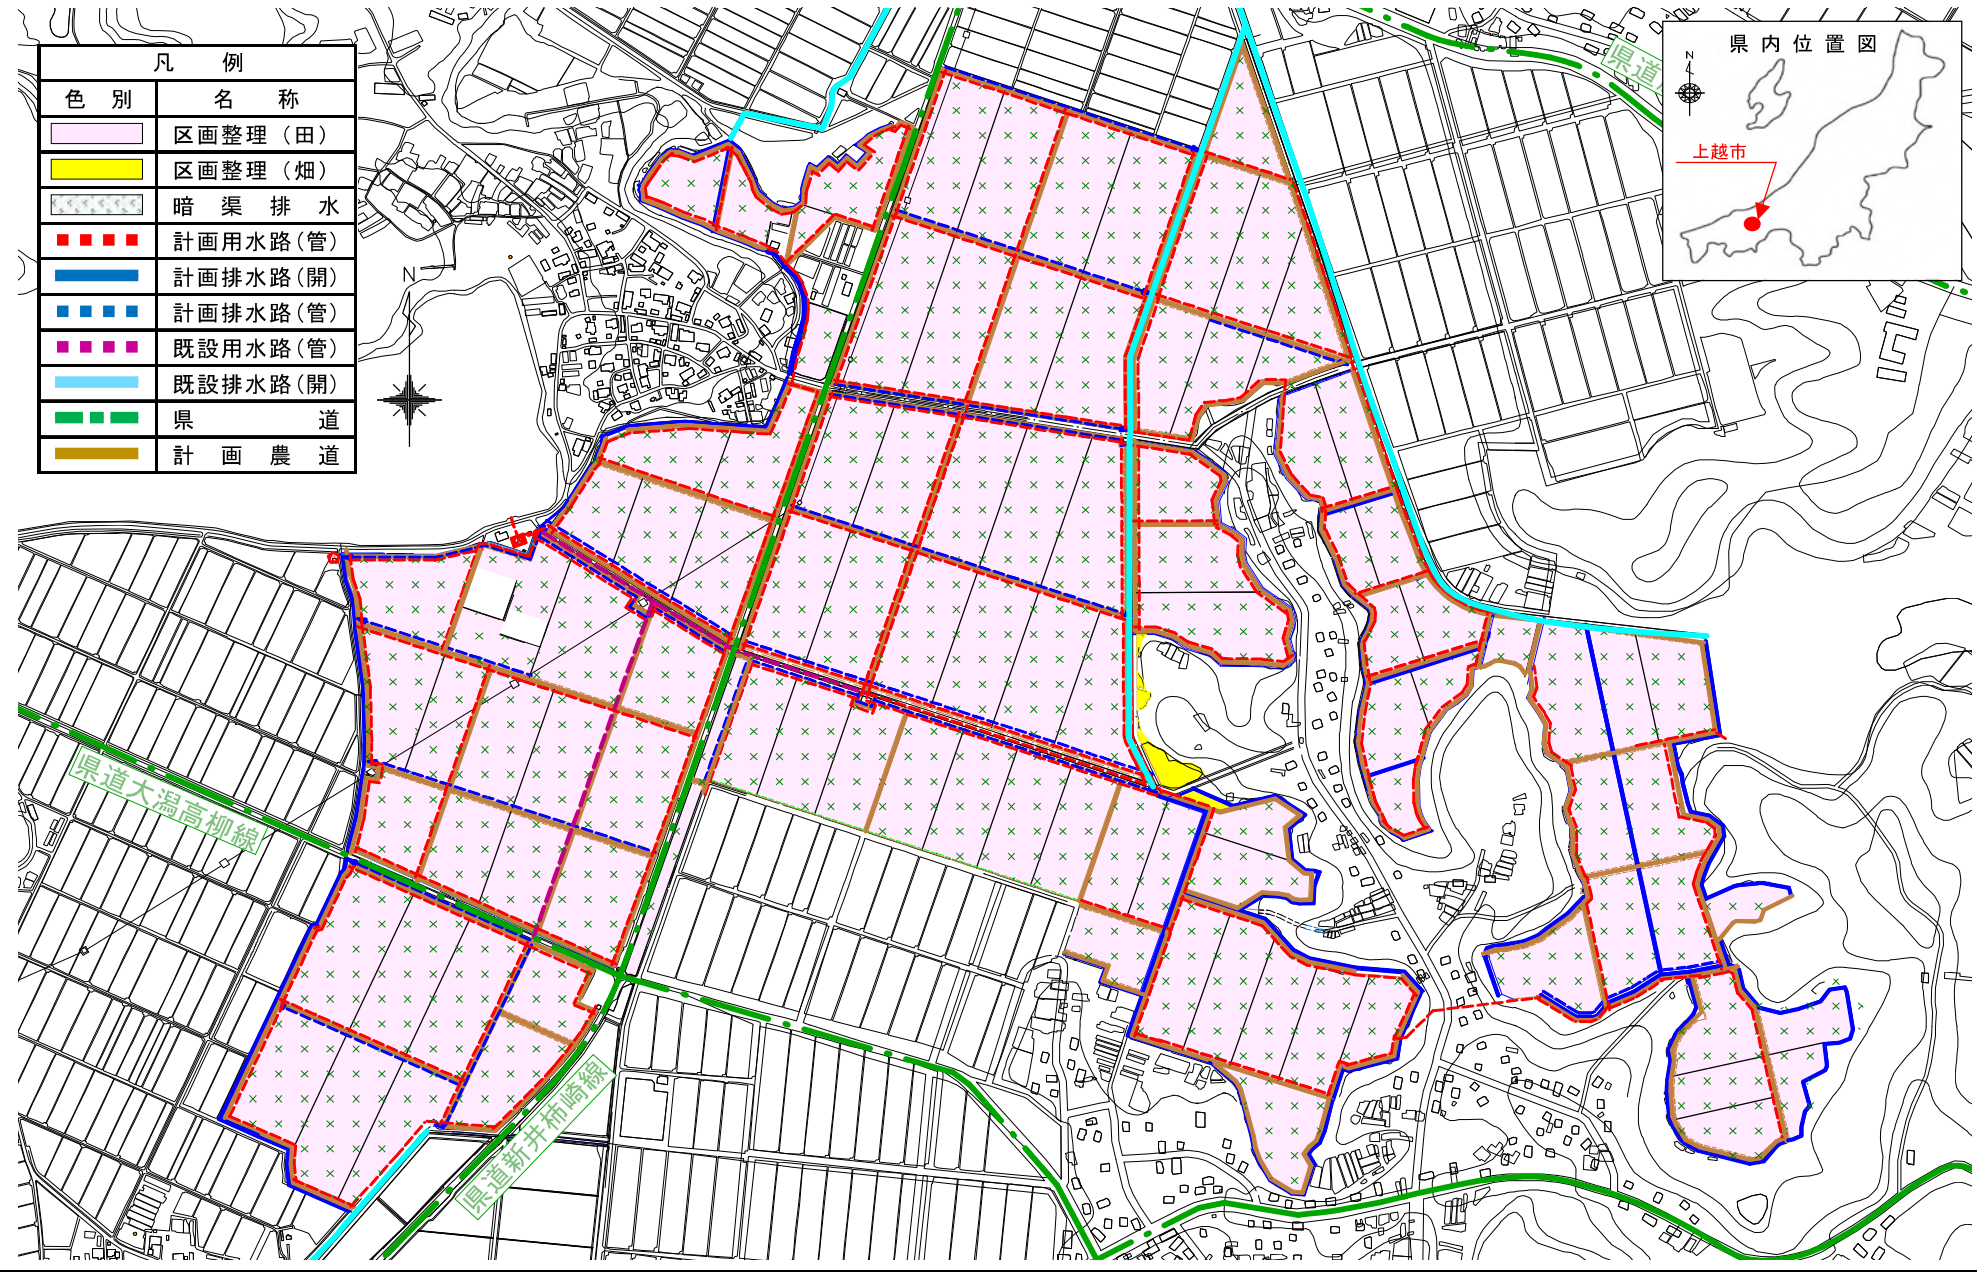 凡 例
色 別 名 称
区画整理（田）
区画整理（畑）
暗 渠 排 水
計画用水路(管)
計画排水路(開)
計画排水路(管)
既設用水路(管)
既設排水路(開)
県 道
計 画 農 道
N
県道
県 内 位 置 図
N
上越市
県道大潟高柳線
県道新井柿崎線